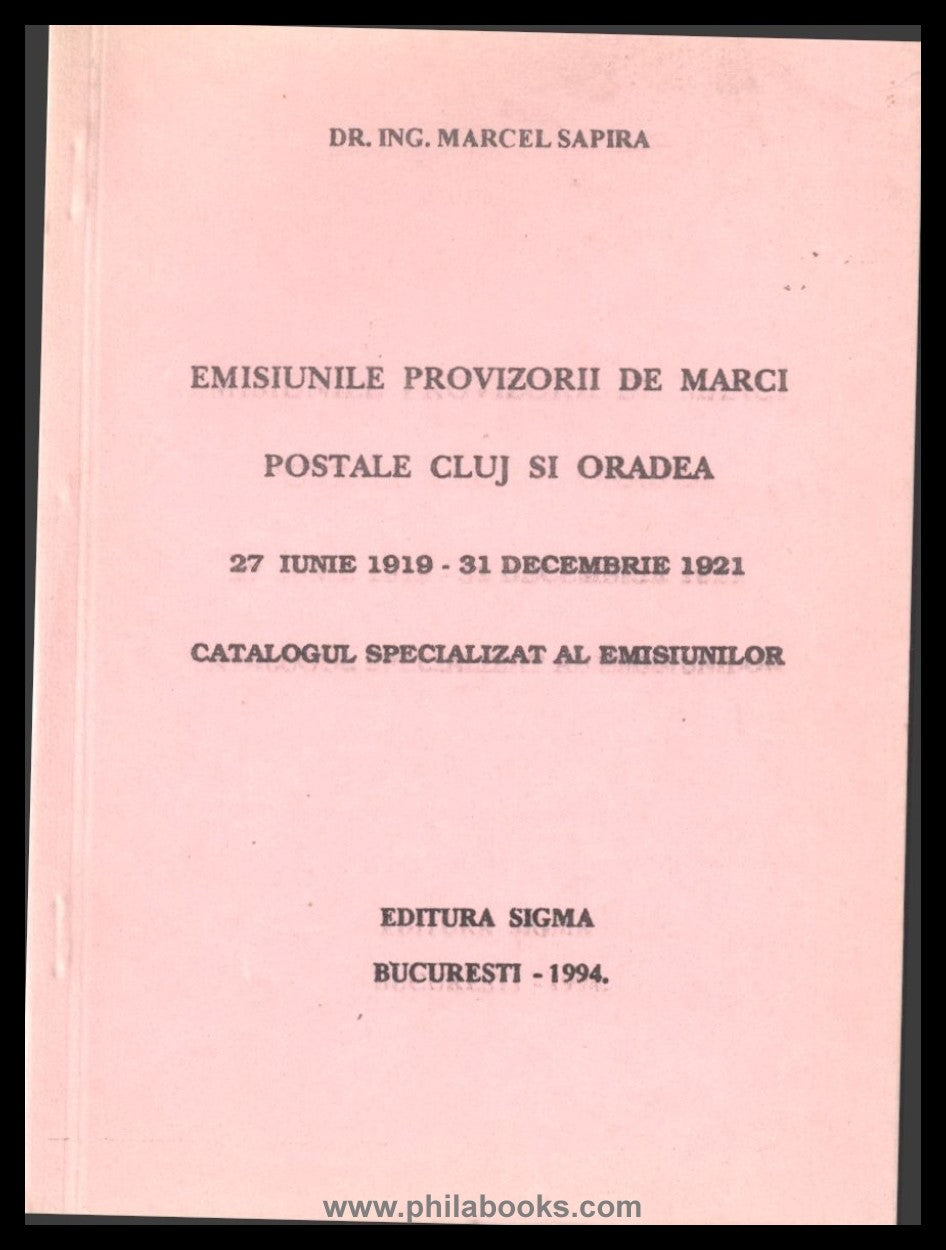 DR. ING. MARCEL SAPIRA
EMISIUNILE PROVIZORII DE MARCI
POSTALE CLUJ SI ORADEA
27 IUNIE 1919 - 31 DECEMBRIE 1921
CATALOGUL SPECIALIZAT AL EMISIUNILOR
EDITURA SIGMA
BUCURESTI - 1994.
www.philabooks.com